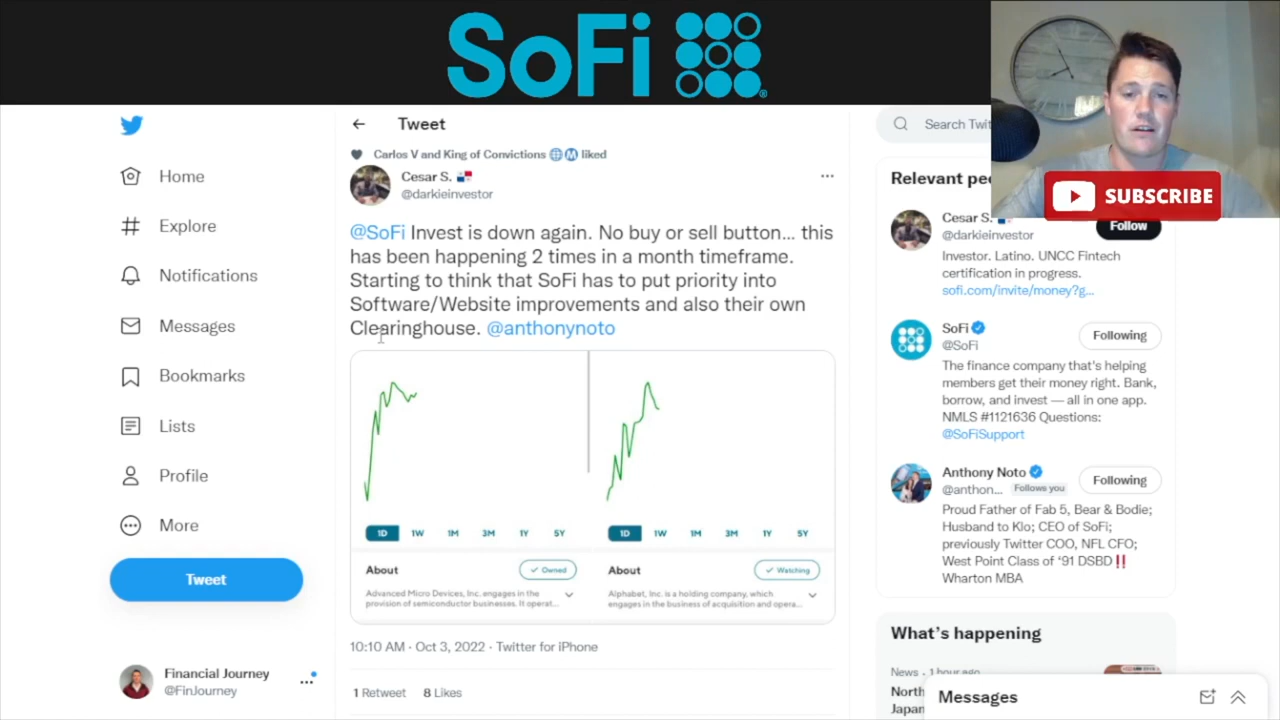 SoFi
SUBSCRIBE
Tweet
Search Twit
Carlos V and King of Convictions liked
Cesar S.
@darkieinvestor
@SoFi Invest is down again. No buy or sell button... this
has been happening 2 times in a month timeframe.
Starting to think that SoFi has to put priority into
Software/Website improvements and also their own
Clearinghouse. @anthonynoto
1D 1W 1M 3M 1Y 5Y
About
Owned
Advanced Micro Devices, Inc. engages in the
provision of semiconductor businesses. It operat...
1D 1W 1M 3M 1Y 5Y
About
Watching
Alphabet, Inc. is a holding company, which
engages in the business of acquisition and opera...
10:10 AM · Oct 3, 2022 · Twitter for iPhone
1 Retweet 8 Likes
Home
Explore
Notifications
Messages
Bookmarks
Lists
Profile
More
Tweet
Financial Journey
@FinJourney
Relevant pe
Cesar S.
@darkieinvestor
Follow
Investor. Latino. UNCC Fintech
certification in progress.
sofi.com/invite/money?g...
SoFi
@SoFi
Following
The finance company that's helping
members get their money right. Bank,
borrow, and invest — all in one app.
NMLS #1121636 Questions:
@SoFiSupport
Anthony Noto
@anthon... Follows you
Following
Proud Father of Fab 5, Bear & Bodie;
Husband to Klo; CEO of SoFi;
previously Twitter COO, NFL CFO;
West Point Class of '91 DSBD‼
Wharton MBA
What's happening
News · 1 hour ago
North
Japan
Messages